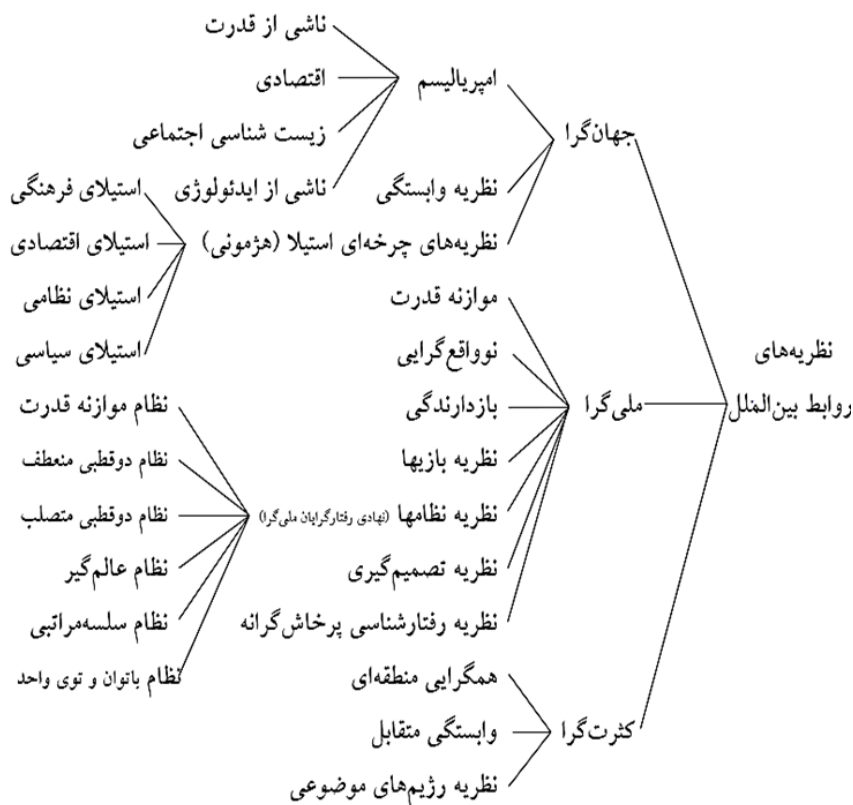 نظریه‌های
روابط بین‌الملل
جهان‌گرا
امپریالیسم
ناشی از قدرت
اقتصادی
زیست شناسی اجتماعی
ناشی از ایدئولوژی
نظریه وابستگی
نظریه‌های چرخه‌ای استیلا (هژمونی)
استیلای فرهنگی
استیلای اقتصادی
استیلای نظامی
استیلای سیاسی
ملی‌گرا
موازنه قدرت
نوواقع‌گرایی
بازدارندگی
نظریه بازیها
نظریه نظامها (نهادی رفتارگرایان ملی‌گرا)
نظام موازنه قدرت
نظام دوقطبی منعطف
نظام دوقطبی متصلب
نظام عالم‌گیر
نظام سلسه‌مراتبی
نظام باتوان و توی واحد
نظریه تصمیم‌گیری
نظریه رفتارشناسی پرخاش‌گرانه
کثرت‌گرا
همگرایی منطقه‌ای
وابستگی متقابل
نظریه رژیم‌های موضوعی